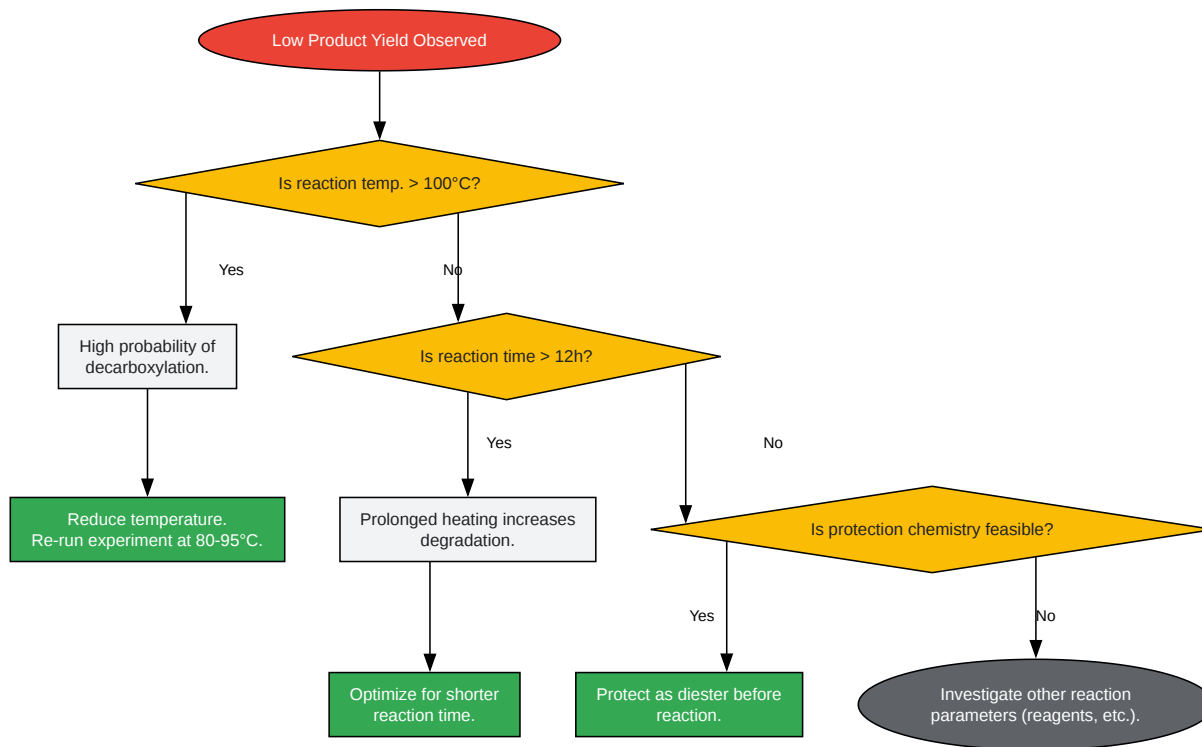 Low Product Yield Observed
Is reaction temp. > 100°C?
Yes
No
High probability of
decarboxylation.
Is reaction time > 12h?
Yes
No
Reduce temperature.
Re-run experiment at 80-95°C.
Prolonged heating increases
degradation.
Is protection chemistry feasible?
Yes
No
Optimize for shorter
reaction time.
Protect as diester before
reaction.
Investigate other reaction
parameters (reagents, etc.).